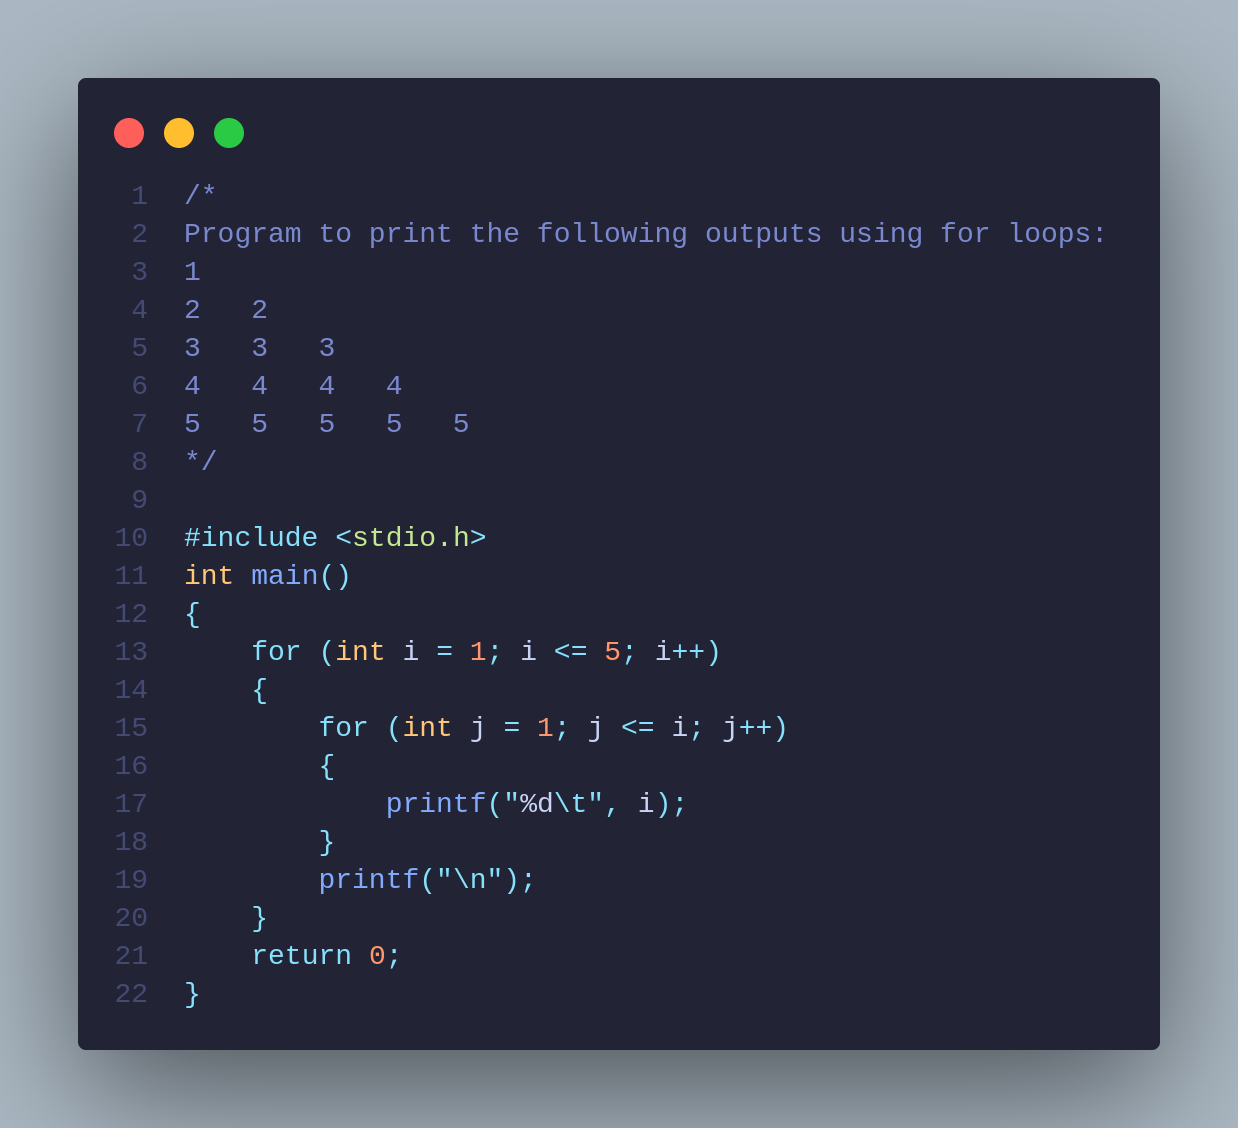 1 /*
2 Program to print the following outputs using for loops:
3 1
4 2   2
5 3   3   3
6 4   4   4   4
7 5   5   5   5   5
8 */
9
10 #include <stdio.h>
11 int main()
12 {
13     for (int i = 1; i <= 5; i++)
14     {
15         for (int j = 1; j <= i; j++)
16         {
17             printf("%d\t", i);
18         }
19         printf("\n");
20     }
21     return 0;
22 }